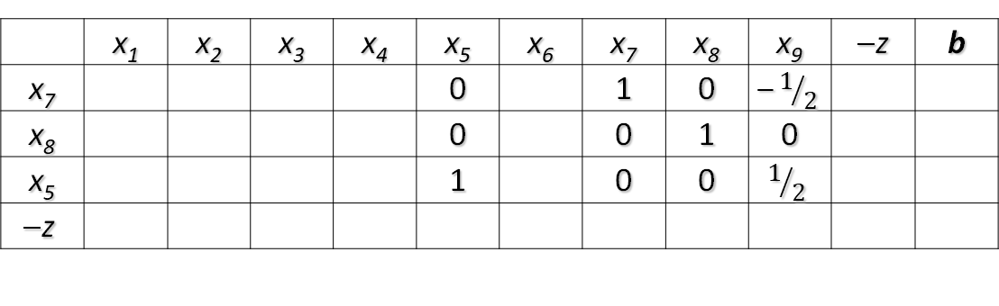 x₁ x₂ x₃ x₄ x₅ x₆ x₇ x₈ x₉ −z b
x₇ 0 1 0 −1/2
x₈ 0 0 1 0
x₅ 1 0 0 1/2
−z